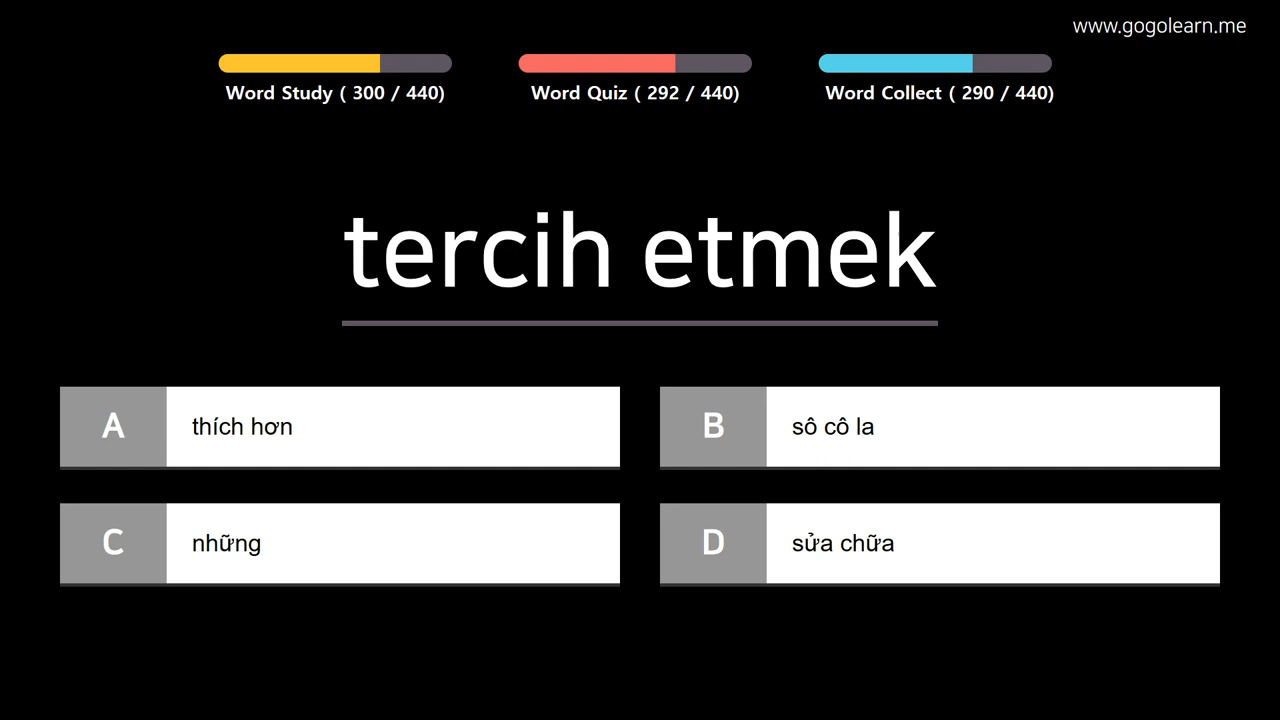 www.gogolearn.me
Word Study ( 300 / 440)
Word Quiz ( 292 / 440)
Word Collect ( 290 / 440)
tercih etmek
A thích hơn
B sô cô la
C những
D sửa chữa